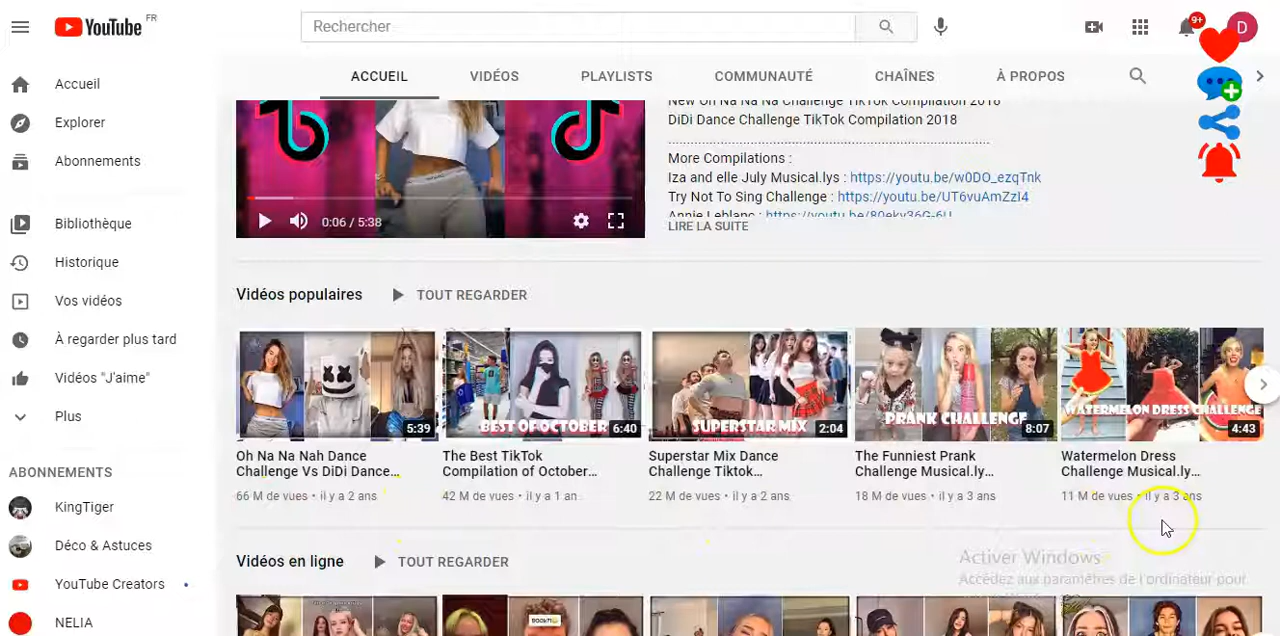 YouTube FR
Rechercher
9+
D
ACCUEIL VIDÉOS PLAYLISTS COMMUNAUTÉ CHAÎNES À PROPOS
Accueil
Explorer
Abonnements
Bibliothèque
Historique
Vos vidéos
À regarder plus tard
Vidéos "J'aime"
Plus
ABONNEMENTS
KingTiger
Déco & Astuces
YouTube Creators
NELIA
0:06 / 5:38
New Oh Na Na Na Challenge TikTok Compilation 2018
DiDi Dance Challenge TikTok Compilation 2018
More Compilations :
Iza and elle July Musical.lys : https://youtu.be/w0DO_ezqTnk
Try Not To Sing Challenge : https://youtu.be/UT6vuAmZzI4
Annie Leblanc : https://youtu.be/80eky36G-6U
LIRE LA SUITE
Vidéos populaires TOUT REGARDER
5:39
BEST OF OCTOBER 6:40
SUPERSTAR MIX 2:04
PRANK CHALLENGE 8:07
WATERMELON DRESS CHALLENGE
4:43
Oh Na Na Nah Dance
Challenge Vs DiDi Dance...
66 M de vues • il y a 2 ans
The Best TikTok
Compilation of October...
42 M de vues • il y a 1 an
Superstar Mix Dance
Challenge Tiktok...
22 M de vues • il y a 2 ans
The Funniest Prank
Challenge Musical.ly...
18 M de vues • il y a 3 ans
Watermelon Dress
Challenge Musical.ly...
11 M de vues • il y a 3 ans
Vidéos en ligne TOUT REGARDER
Activer Windows
Accédez aux paramètres de l'ordinateur pour